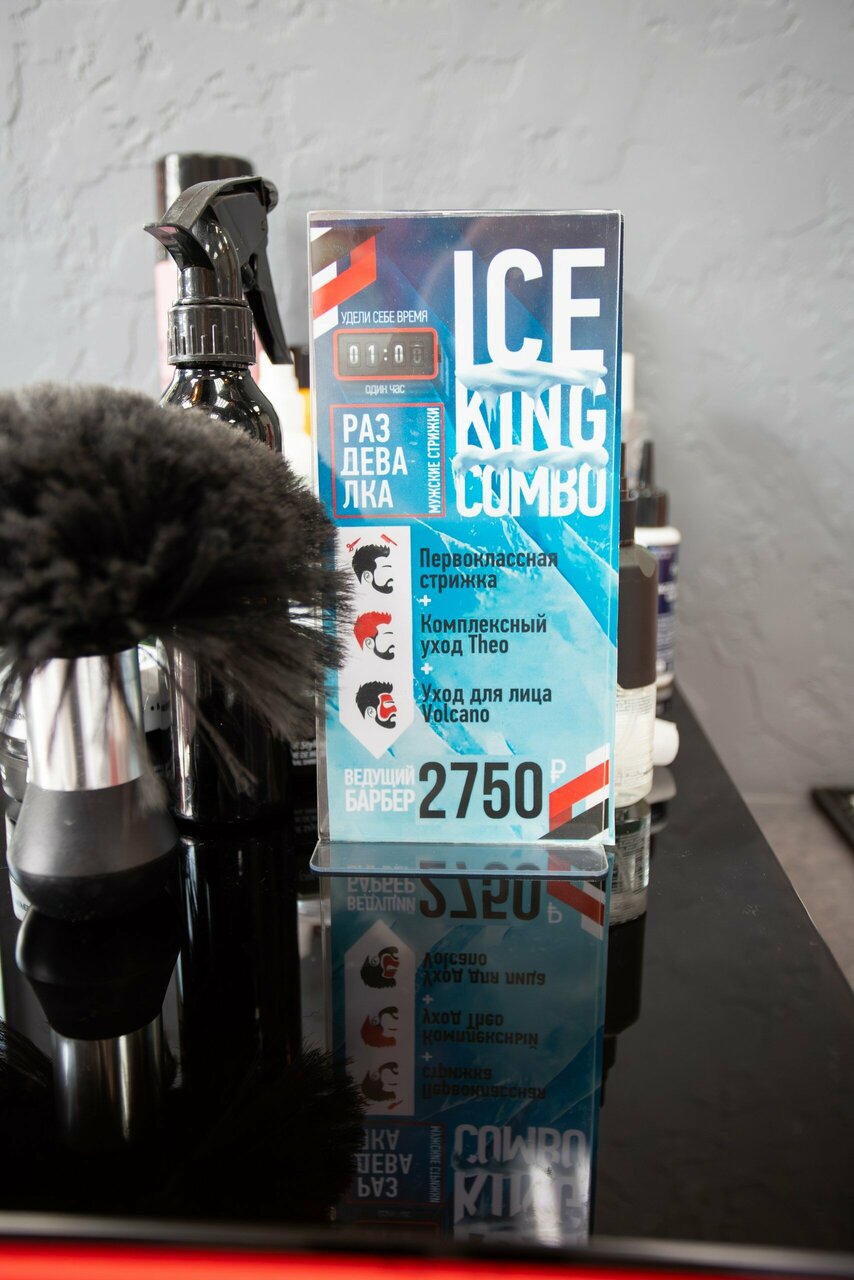 УДЕЛИ СЕБЕ ВРЕМЯ
01:00
один час
РАЗ
ДЕВА
ЛКА
МУЖСКИЕ СТРИЖКИ
ICE
KING
COMBO
Первоклассная
стрижка
+
Комплексный
уход Theo
+
Уход для лица
Volcano
ВЕДУЩИЙ
БАРБЕР
2750 ₽